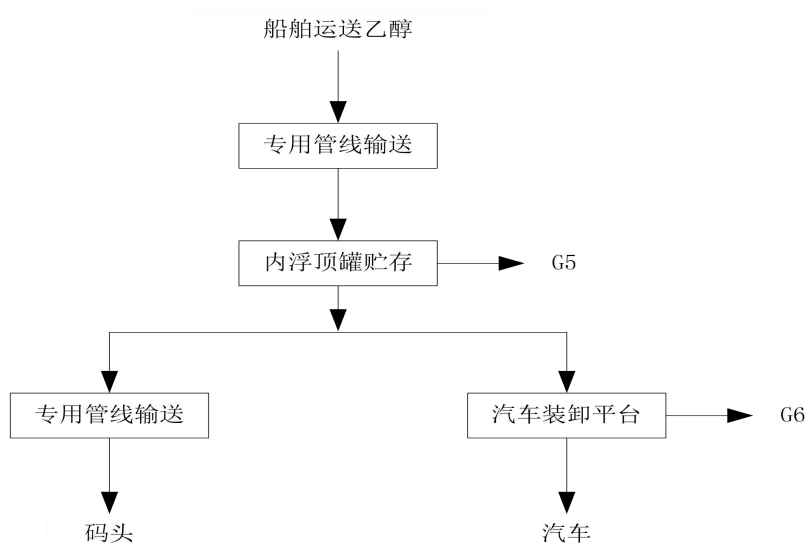 船舶运送乙醇
专用管线输送
内浮顶罐贮存
G5
专用管线输送
汽车装卸平台
G6
码头
汽车